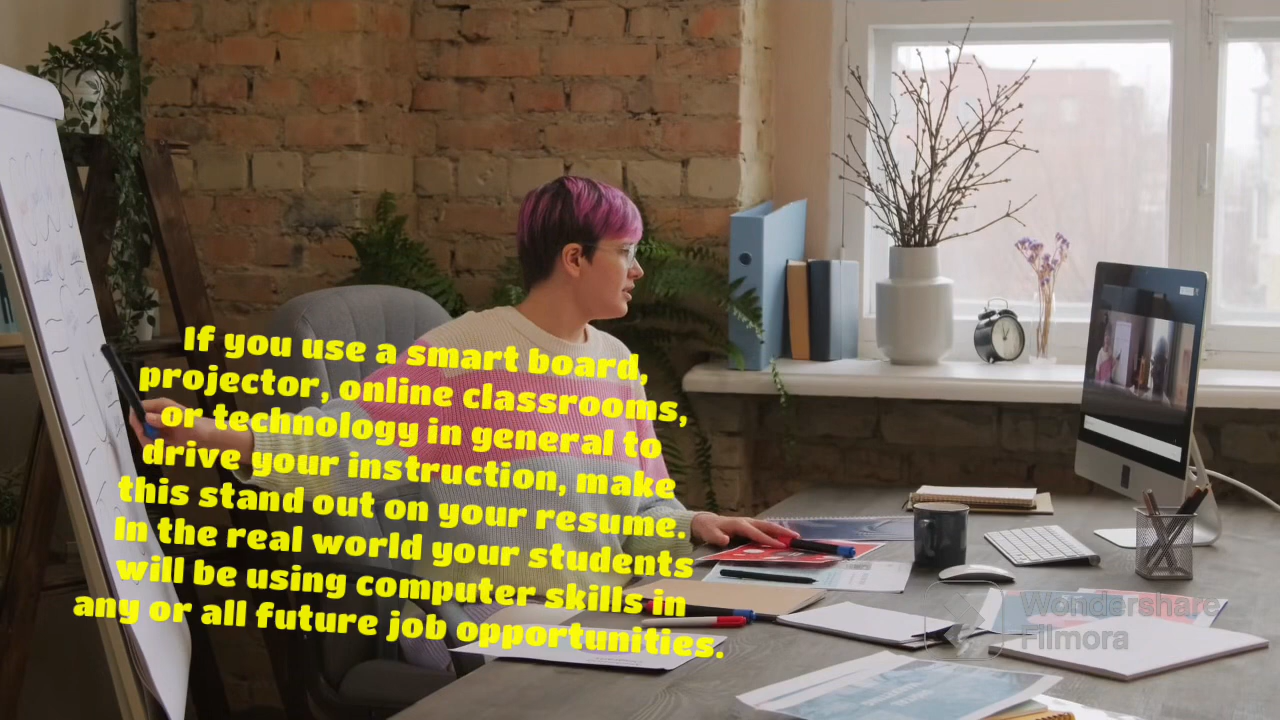 If you use a smart board,
projector, online classrooms,
or technology in general to
drive your instruction, make
this stand out on your resume.
In the real world your students
will be using computer skills in
any or all future job opportunities.
Wondershare
Filmora